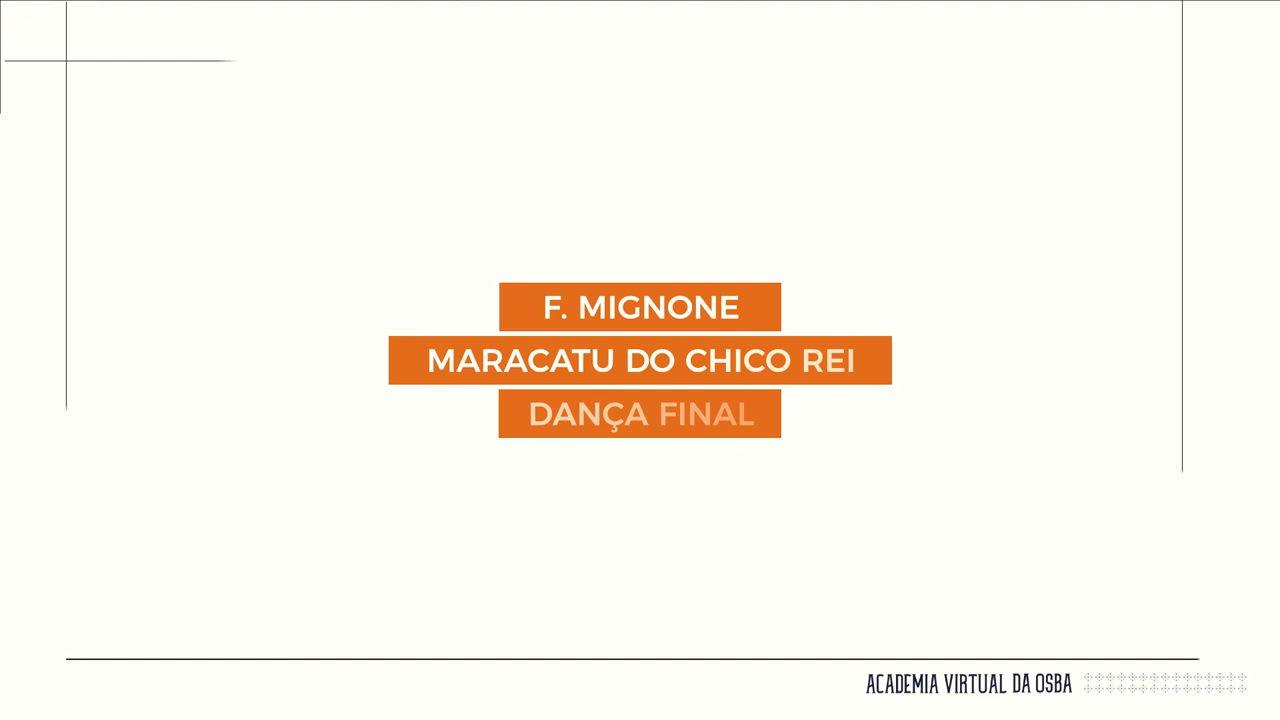 F. MIGNONE
MARACATU DO CHICO REI
DANÇA FINAL
ACADEMIA VIRTUAL DA OSBA